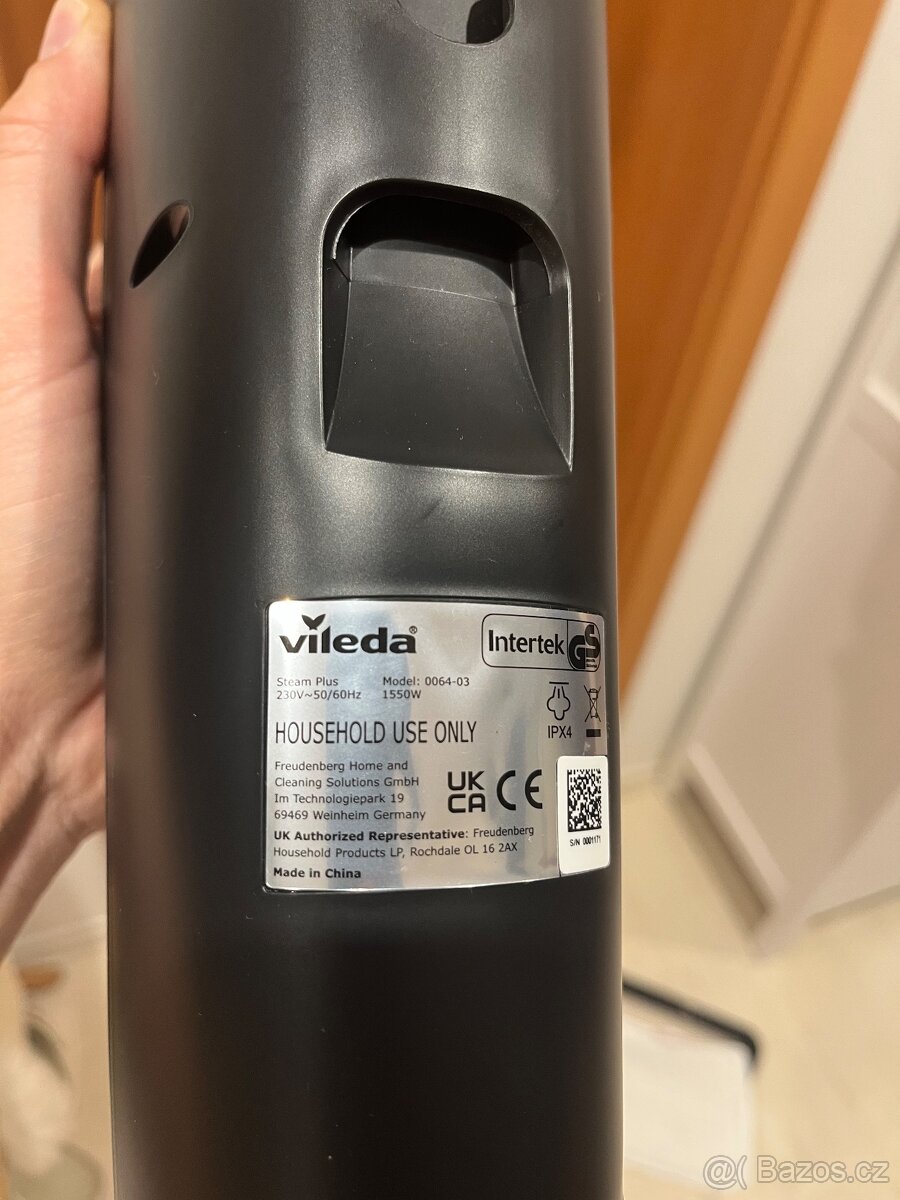 vileda®
Intertek GS
Steam Plus Model: 0064-03
230V~50/60Hz 1550W
IPX4
HOUSEHOLD USE ONLY
Freudenberg Home and
Cleaning Solutions GmbH
Im Technologiepark 19
69469 Weinheim Germany
UK
CA CE
UK Authorized Representative: Freudenberg
Household Products LP, Rochdale OL 16 2AX
Made in China
S/N 0001171
@( Bazos.cz